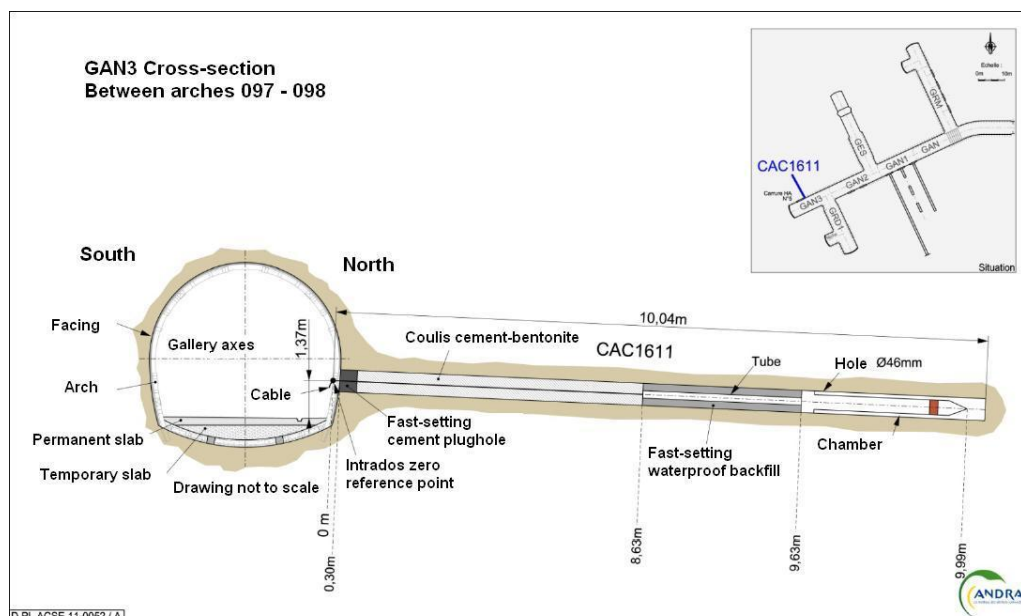 GAN3 Cross-section
Between arches 097 - 098
Echelle :
0m 10m
GRM
GES
GAN
GAN1
GAN2
CAC1611
GAN3
GRD1
Situation
South
North
10,04m
Facing
Gallery axes
1,37m
Coulis cement-bentonite
CAC1611
Tube
Hole Ø46mm
Arch
Cable
Permanent slab
Fast-setting
cement plughole
Chamber
Temporary slab
Intrados zero
reference point
Fast-setting
waterproof backfill
Drawing not to scale
0 m
0,30m
8,63m
9,63m
9,99m
ANDRA